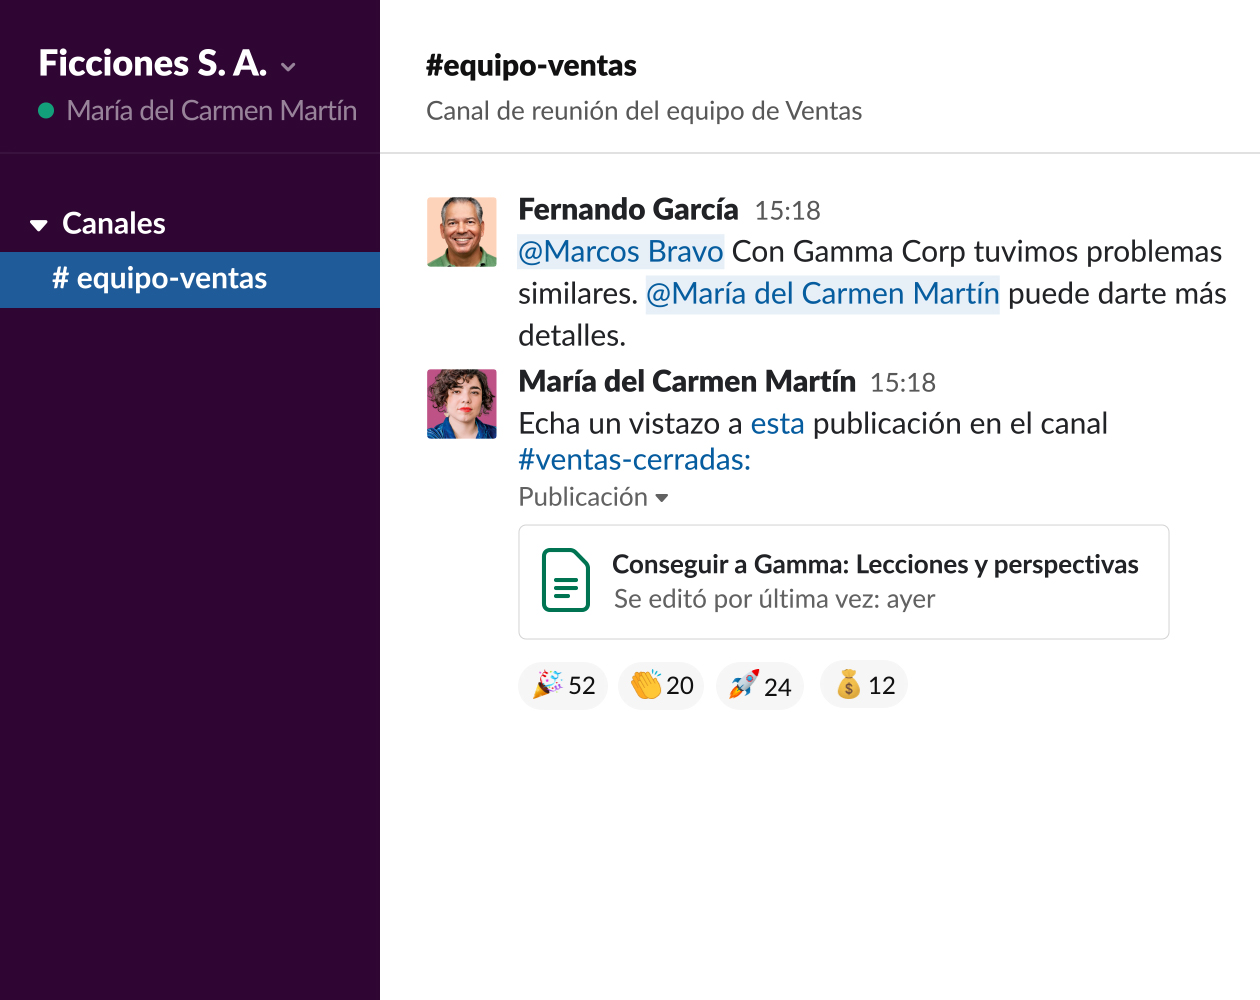 Ficciones S. A.
María del Carmen Martín
Canales
# equipo-ventas
#equipo-ventas
Canal de reunión del equipo de Ventas
Fernando García 15:18
@Marcos Bravo Con Gamma Corp tuvimos problemas
similares. @María del Carmen Martín puede darte más
detalles.
María del Carmen Martín 15:18
Echa un vistazo a esta publicación en el canal
#ventas-cerradas:
Publicación
Conseguir a Gamma: Lecciones y perspectivas
Se editó por última vez: ayer
52 20 24 12